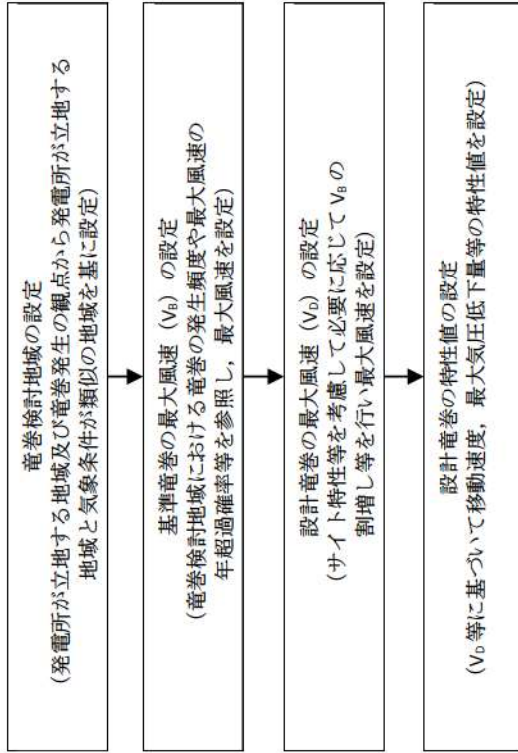 竜巻検討地域の設定
(発電所が立地する地域及び竜巻発生の観点から発電所が立地する
地域と気象条件が類似の地域を基に設定)
基準竜巻の最大風速（VB）の設定
(竜巻検討地域における竜巻の発生頻度や最大風速の
年超過確率等を参照し，最大風速を設定)
設計竜巻の最大風速（VD）の設定
(サイト特性等を考慮して必要に応じてVBの
割増し等を行い最大風速を設定)
設計竜巻の特性値の設定
(VD等に基づいて移動速度，最大気圧低下量等の特性値を設定)